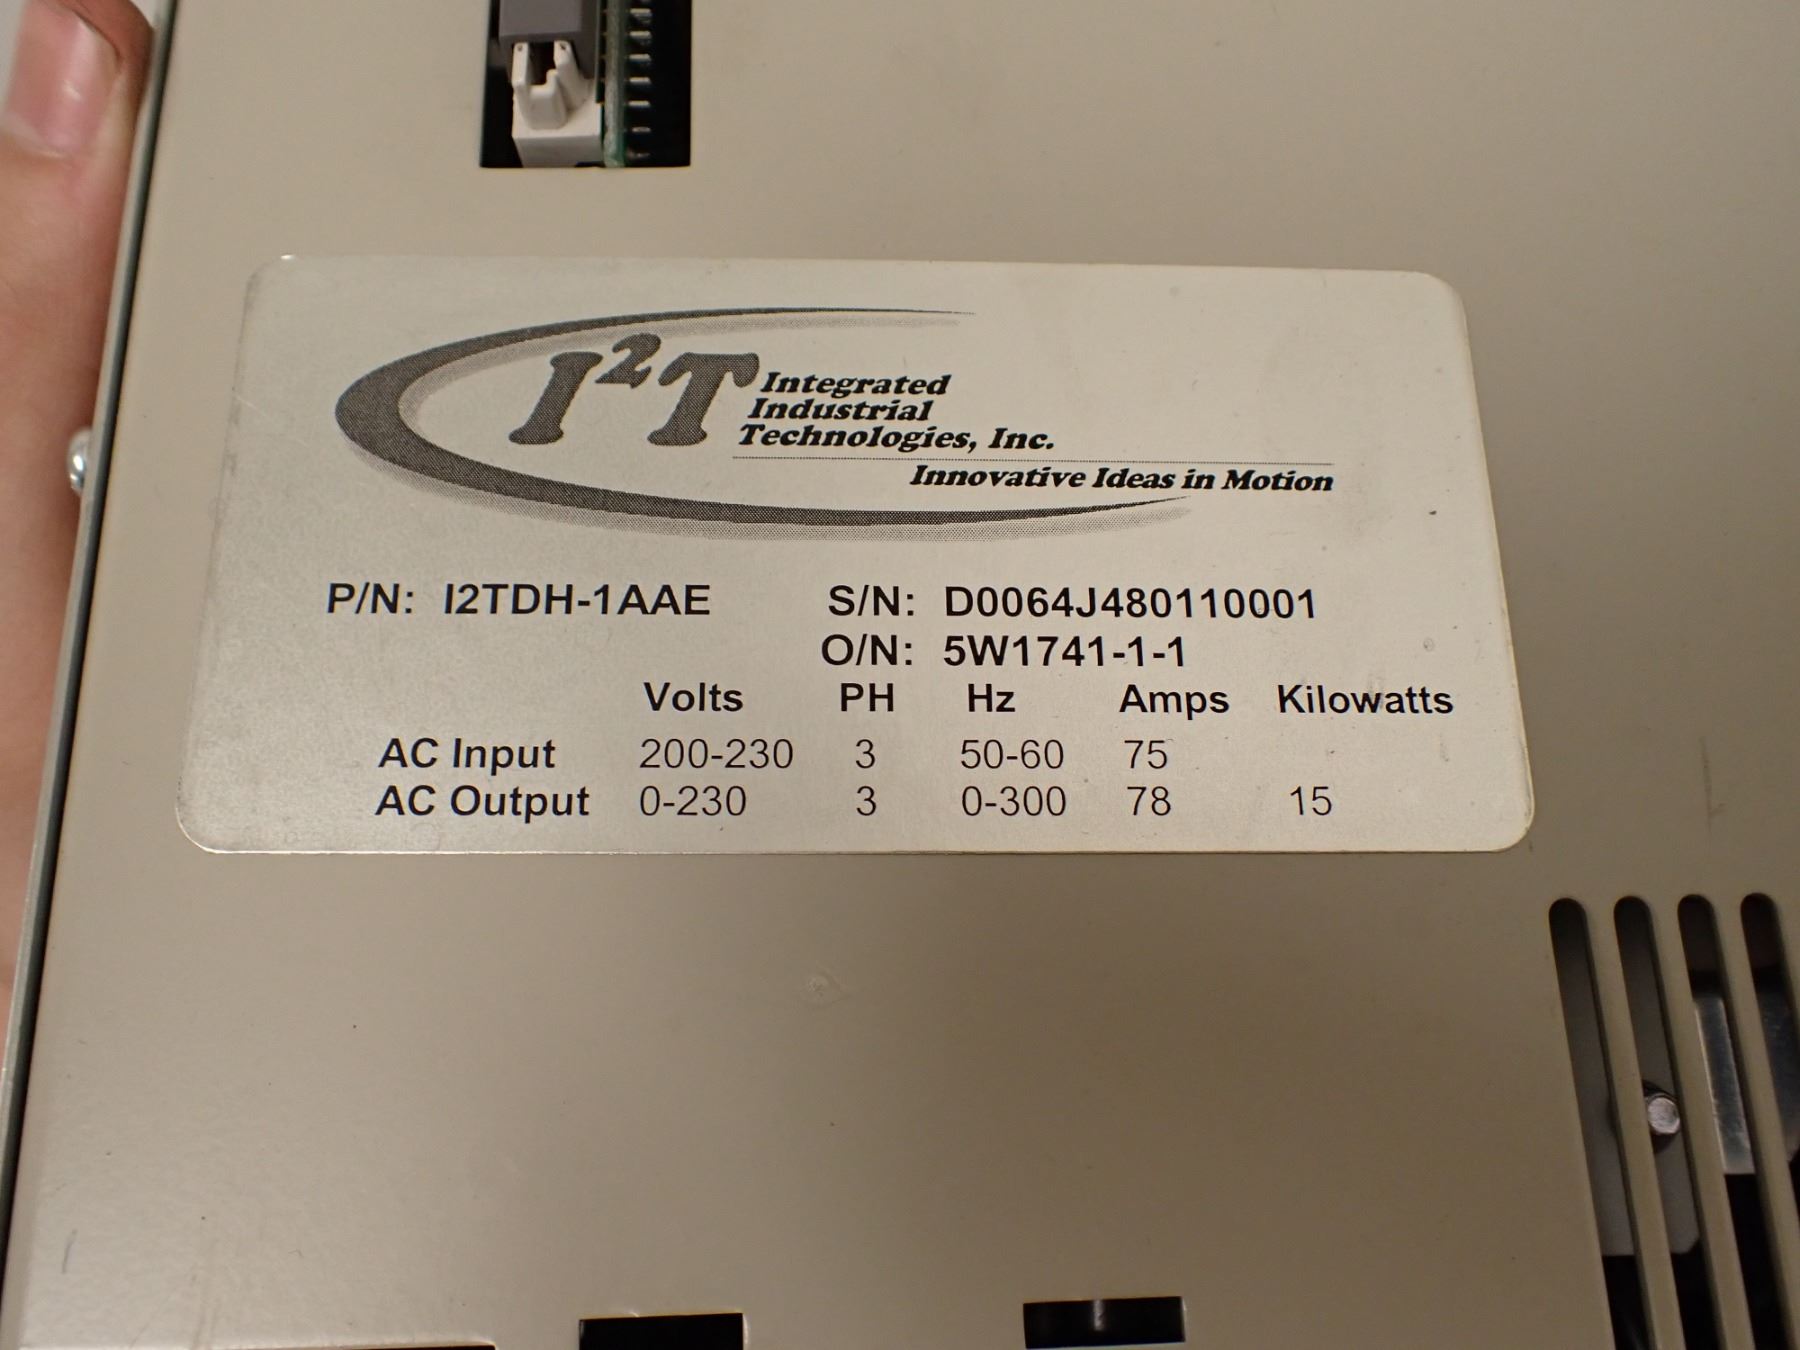 I²T Integrated
Industrial
Technologies, Inc.
Innovative Ideas in Motion
P/N: I2TDH-1AAE S/N: D0064J480110001
O/N: 5W1741-1-1
Volts PH Hz Amps Kilowatts
AC Input 200-230 3 50-60 75
AC Output 0-230 3 0-300 78 15